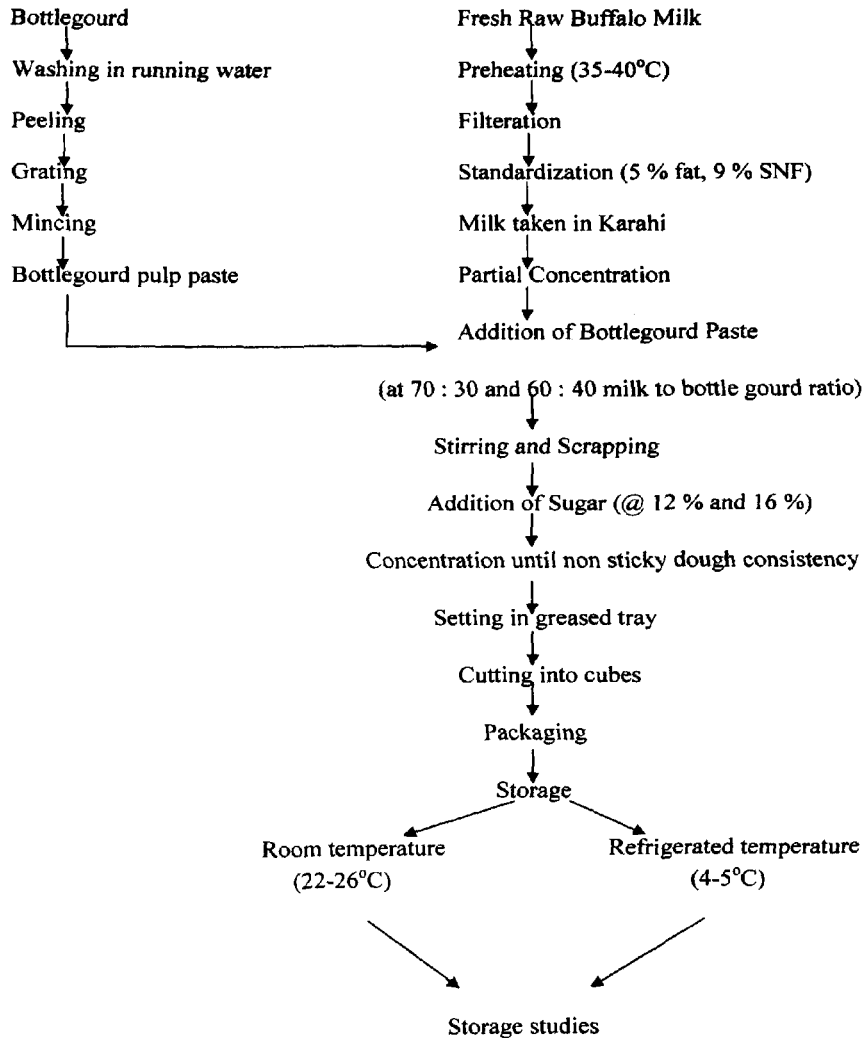 Bottlegourd
Washing in running water
Peeling
Grating
Mincing
Bottlegourd pulp paste
Fresh Raw Buffalo Milk
Preheating (35-40°C)
Filteration
Standardization (5 % fat, 9 % SNF)
Milk taken in Karahi
Partial Concentration
Addition of Bottlegourd Paste
(at 70 : 30 and 60 : 40 milk to bottle gourd ratio)
Stirring and Scrapping
Addition of Sugar (@ 12 % and 16 %)
Concentration until non sticky dough consistency
Setting in greased tray
Cutting into cubes
Packaging
Storage
Room temperature
(22-26°C)
Refrigerated temperature
(4-5°C)
Storage studies